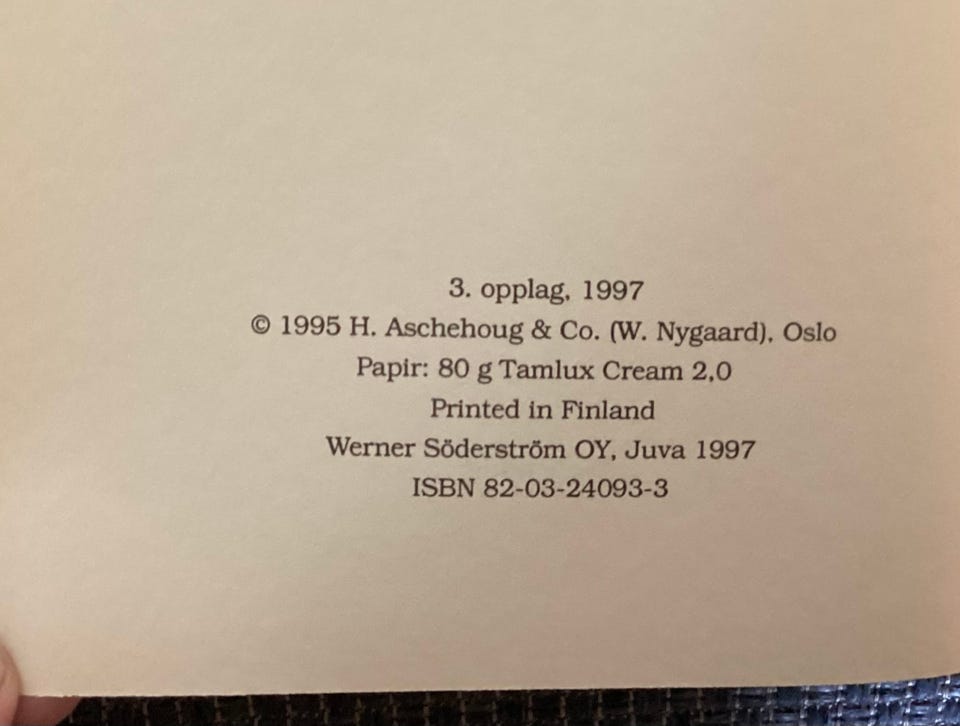 3. opplag, 1997
© 1995 H. Aschehoug & Co. (W. Nygaard), Oslo
Papir: 80 g Tamlux Cream 2,0
Printed in Finland
Werner Söderström OY, Juva 1997
ISBN 82-03-24093-3